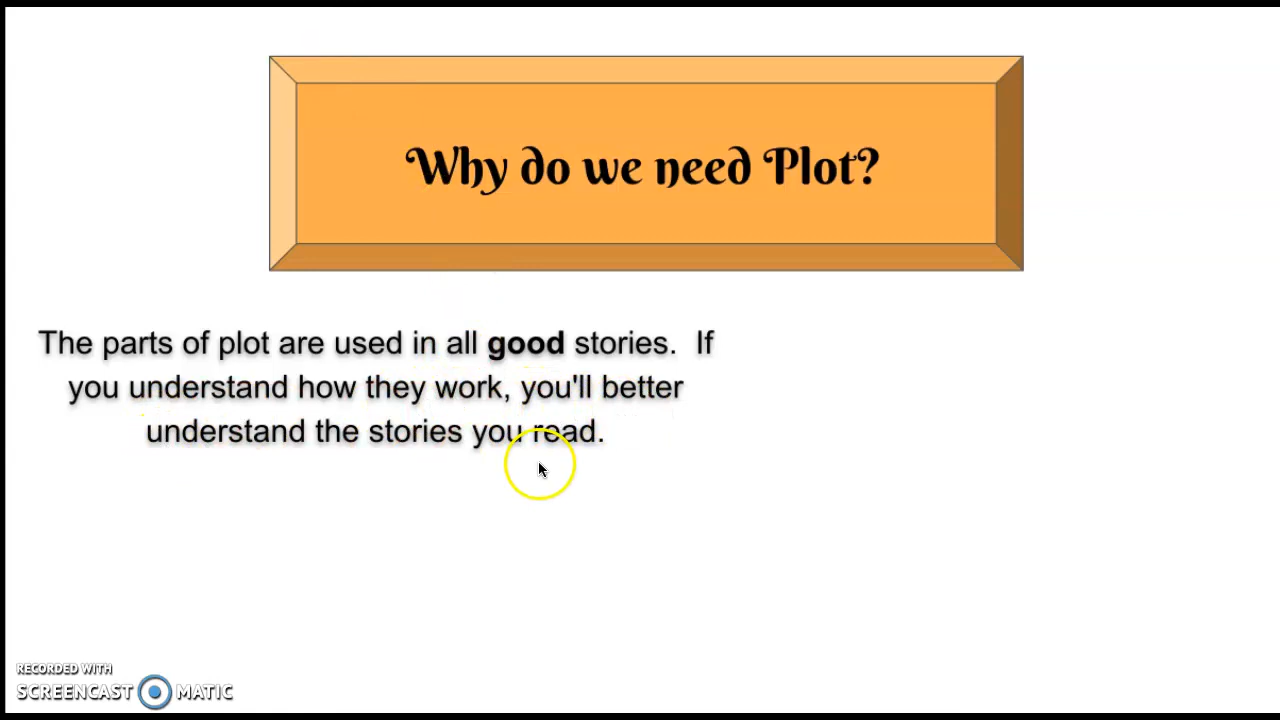 Why do we need Plot?
The parts of plot are used in all good stories.  If
you understand how they work, you'll better
understand the stories you read.
RECORDED WITH
SCREENCAST MATIC